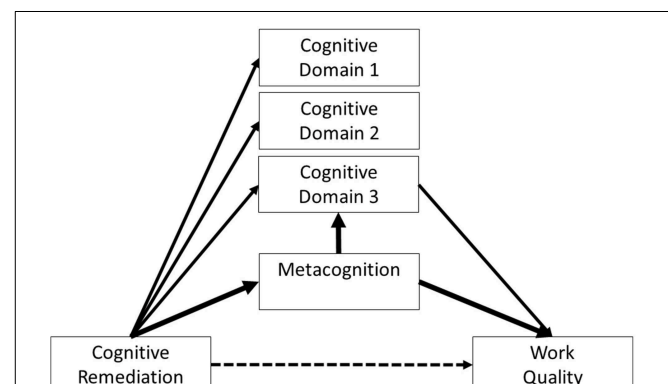 Cognitive
Domain 1
Cognitive
Domain 2
Cognitive
Domain 3
Metacognition
Cognitive
Remediation
Work
Quality